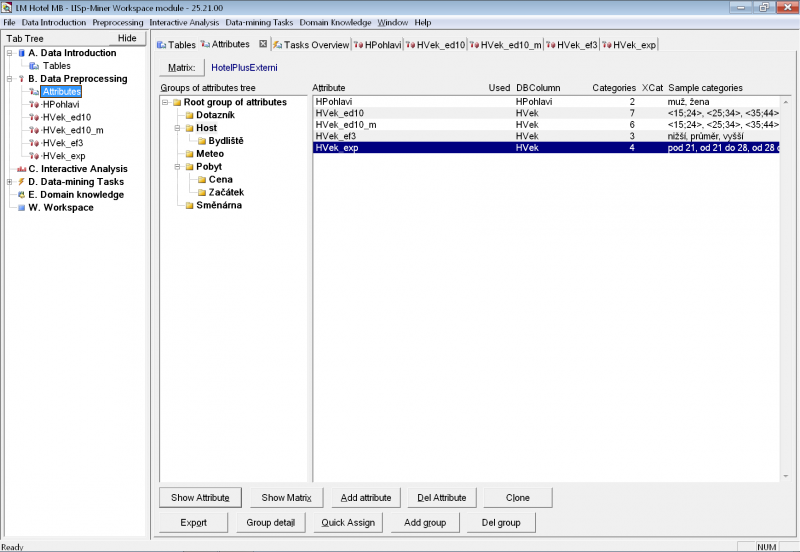 LM Hotel MB - LISp-Miner Workspace module - 25.21.00
File Data Introduction Preprocessing Interactive Analysis Data-mining Tasks Domain Knowledge Window Help
Tab Tree Hide
A. Data Introduction
Tables
B. Data Preprocessing
Attributes
HPohlavi
HVek_ed10
HVek_ed10_m
HVek_ef3
HVek_exp
C. Interactive Analysis
D. Data-mining Tasks
E. Domain knowledge
W. Workspace
Tables Attributes Tasks Overview HPohlavi HVek_ed10 HVek_ed10_m HVek_ef3 HVek_exp
Matrix: HotelPlusExterni
Groups of attributes tree
Root group of attributes
Dotazník
Host
Bydliště
Meteo
Pobyt
Cena
Začátek
Směnárna
Attribute Used DBColumn Categories XCat Sample categories
HPohlavi HPohlavi 2 muž, žena
HVek_ed10 HVek 7 <15;24>, <25;34>, <35;44>
HVek_ed10_m HVek 6 <15;24>, <25;34>, <35;44>
HVek_ef3 HVek 3 nižší, průměr, vyšší
HVek_exp HVek 4 pod 21, od 21 do 28, od 28 d
Show Attribute Show Matrix Add attribute Del Attribute Clone
Export Group detail Quick Assign Add group Del group
Ready NUM